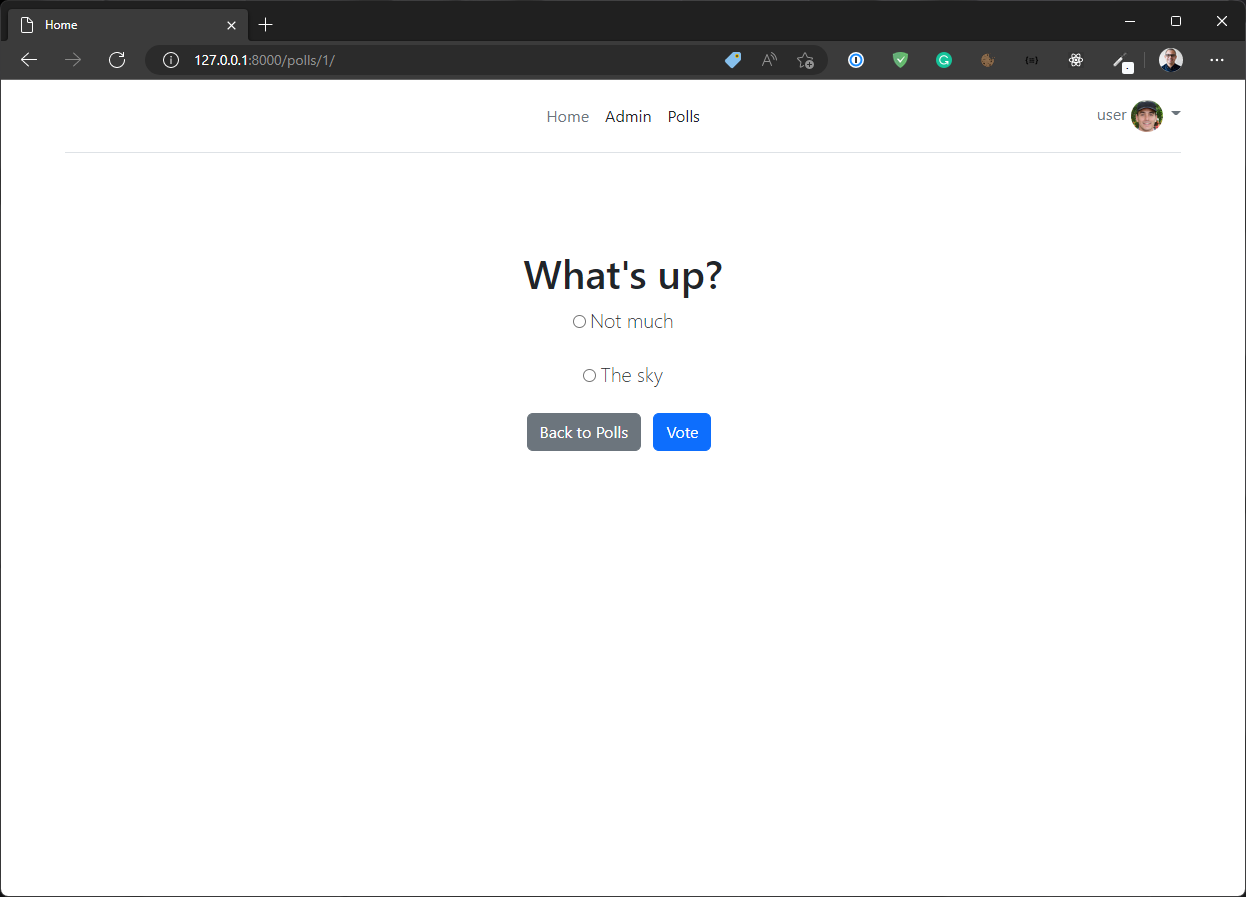 Home
127.0.0.1:8000/polls/1/
Home Admin Polls
user
What's up?
Not much
The sky
Back to Polls Vote